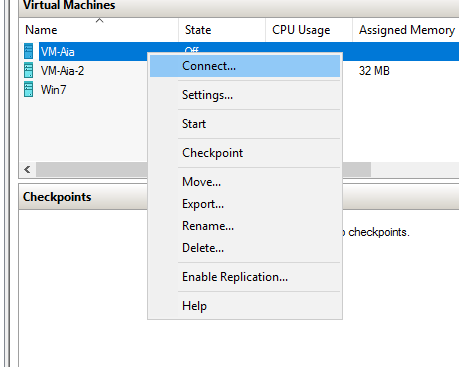 Virtual Machines
Name State CPU Usage Assigned Memory
VM-Aia Off
VM-Aia-2 32 MB
Win7
Connect...
Settings...
Start
Checkpoint
Move...
Export...
Rename...
Delete...
Enable Replication...
Help
Checkpoints
checkpoints.